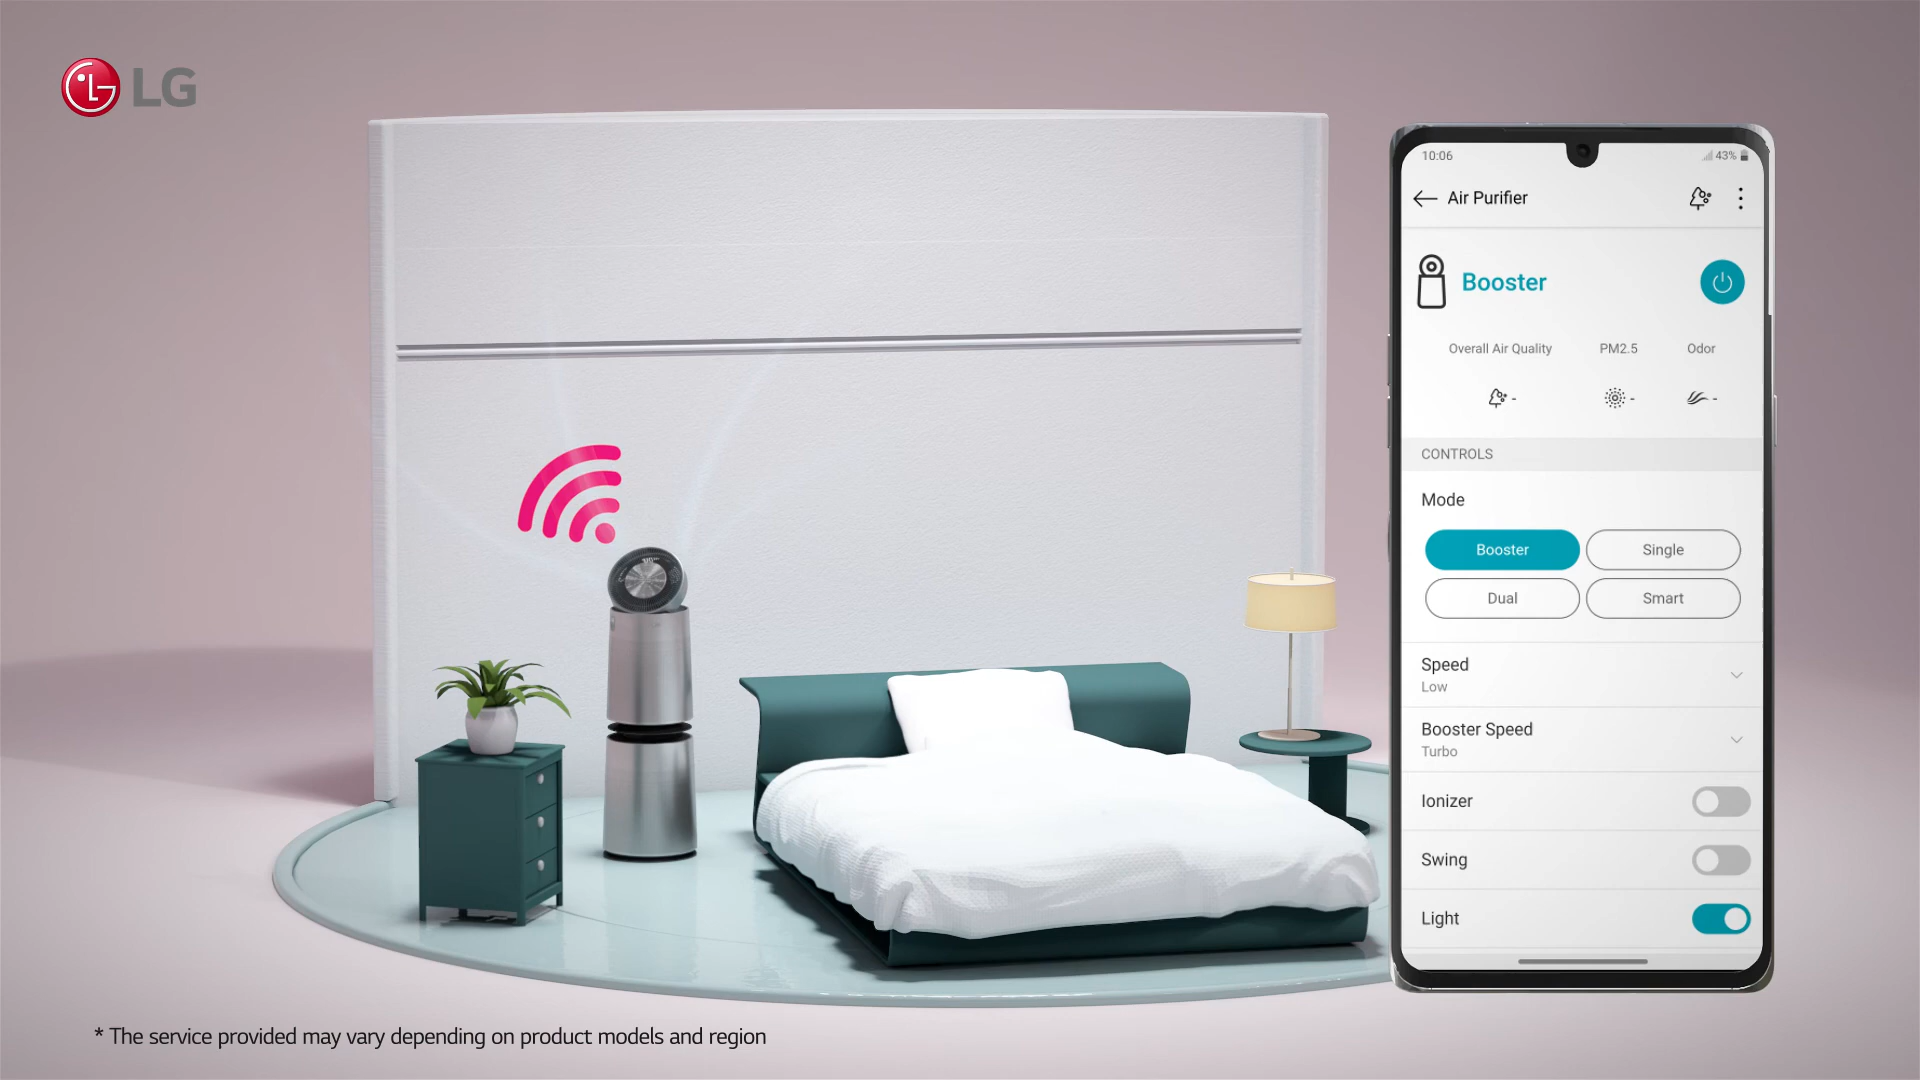 LG
10:06
43%
Air Purifier
Booster
Overall Air Quality PM2.5 Odor
- - -
CONTROLS
Mode
Booster Single
Dual Smart
Speed
Low
Booster Speed
Turbo
Ionizer
Swing
Light
* The service provided may vary depending on product models and region